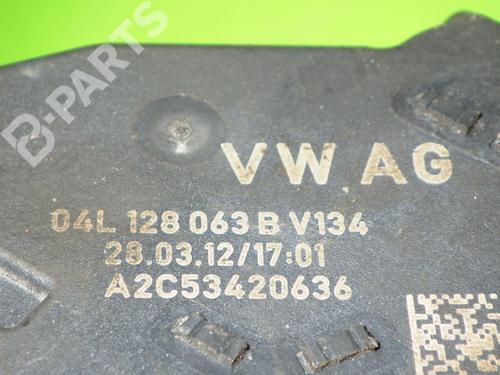 B-PARTS
VW AG
04L 128 063 B V134
28.03.12/17:01
A2C53420636